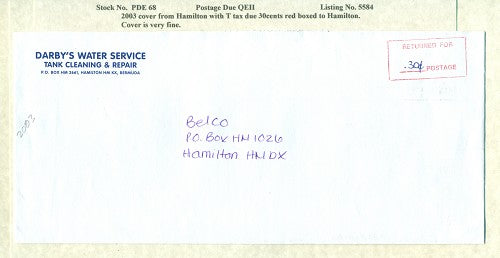 Stock No. PDE 68 Postage Due QEII Listing No. 5584
2003 cover from Hamilton with T tax due 30cents red boxed to Hamilton.
Cover is very fine.
DARBY'S WATER SERVICE
TANK CLEANING & REPAIR
P.O. BOX HM 2661, HAMILTON HM KX, BERMUDA
RETURNED FOR
.30¢ POSTAGE
2003
Belco
P.O. Box HM 1026
Hamilton HM DX